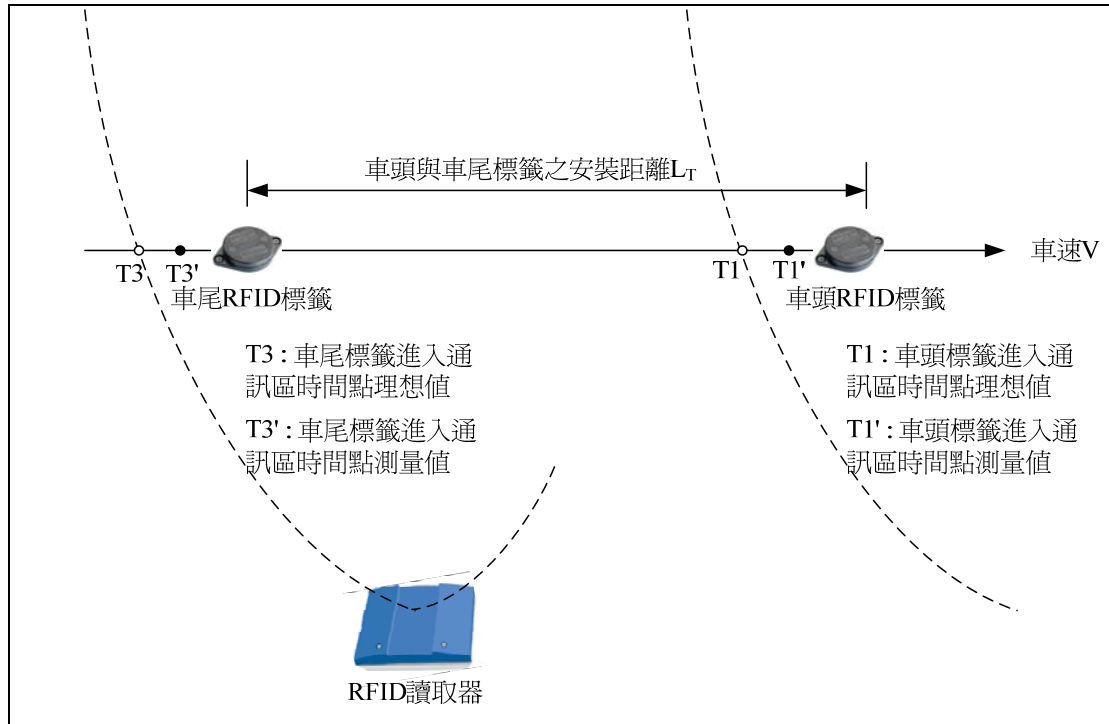 車頭與車尾標籤之安裝距離LT
車速V
T3
T3'
T1
T1'
車尾RFID標籤
車頭RFID標籤
T3 : 車尾標籤進入通
訊區時間點理想值
T3' : 車尾標籤進入通
訊區時間點測量值
T1 : 車頭標籤進入通
訊區時間點理想值
T1' : 車頭標籤進入通
訊區時間點測量值
RFID讀取器